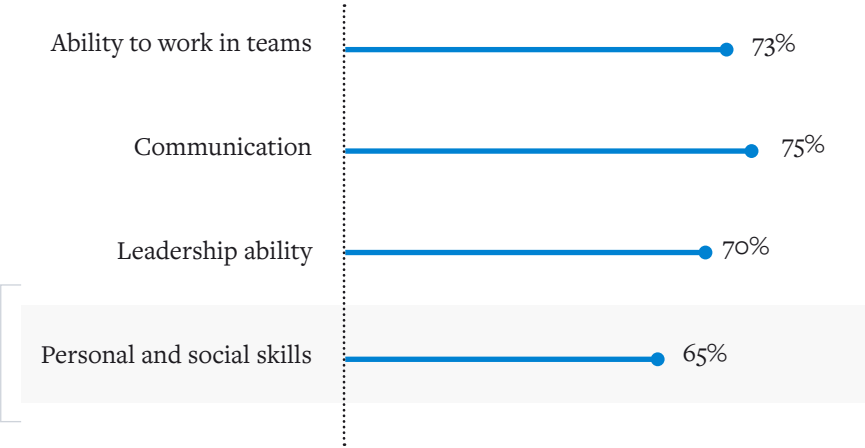 Ability to work in teams 73%
Communication 75%
Leadership ability 70%
Personal and social skills 65%